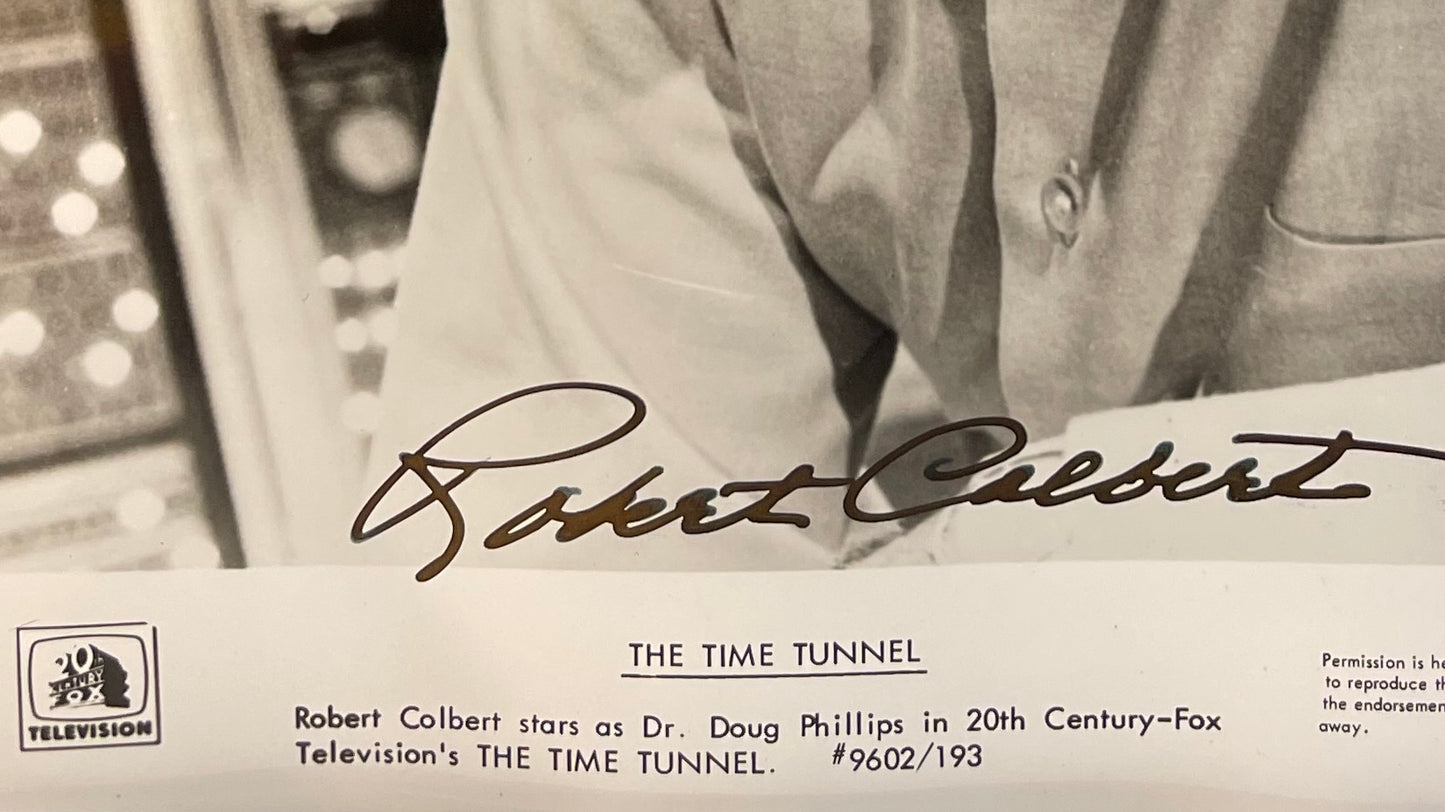 Robert Colbert
20th
CENTURY
FOX
TELEVISION
THE TIME TUNNEL
Robert Colbert stars as Dr. Doug Phillips in 20th Century-Fox
Television's THE TIME TUNNEL. #9602/193
Permission is he
to reproduce th
the endorsemen
away.